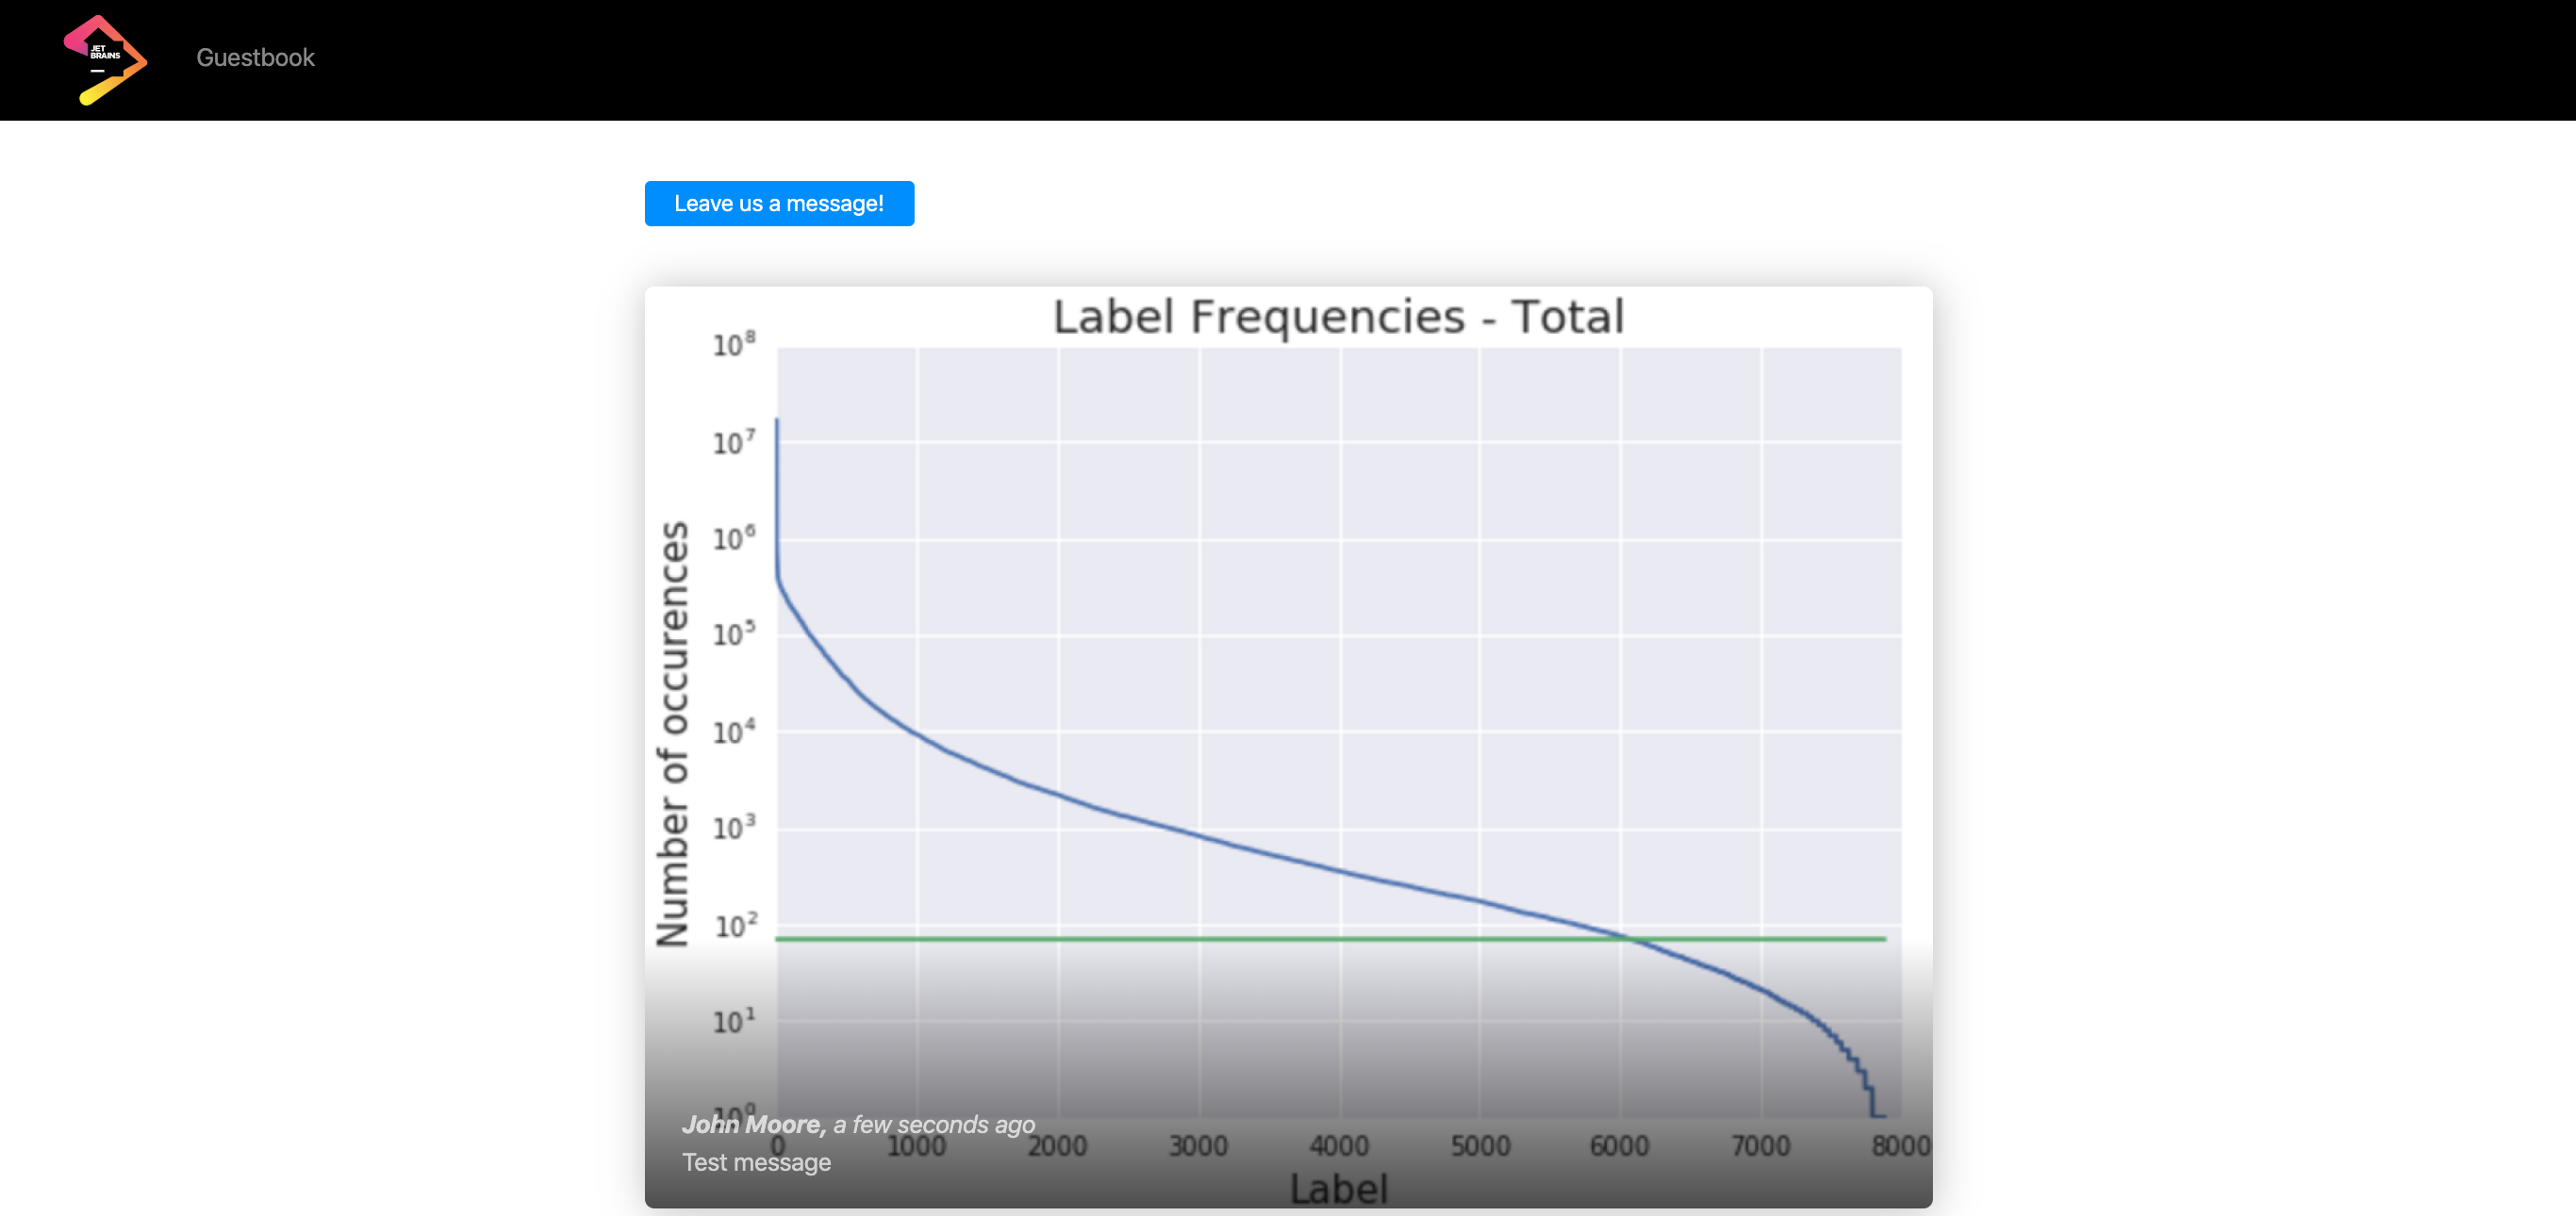 JET
BRAINS
Guestbook
Leave us a message!
Label Frequencies - Total
10⁸
10⁷
10⁶
10⁵
10⁴
10³
10²
10¹
10⁰
Number of occurences
0 1000 2000 3000 4000 5000 6000 7000 8000
Label
John Moore, a few seconds ago
Test message